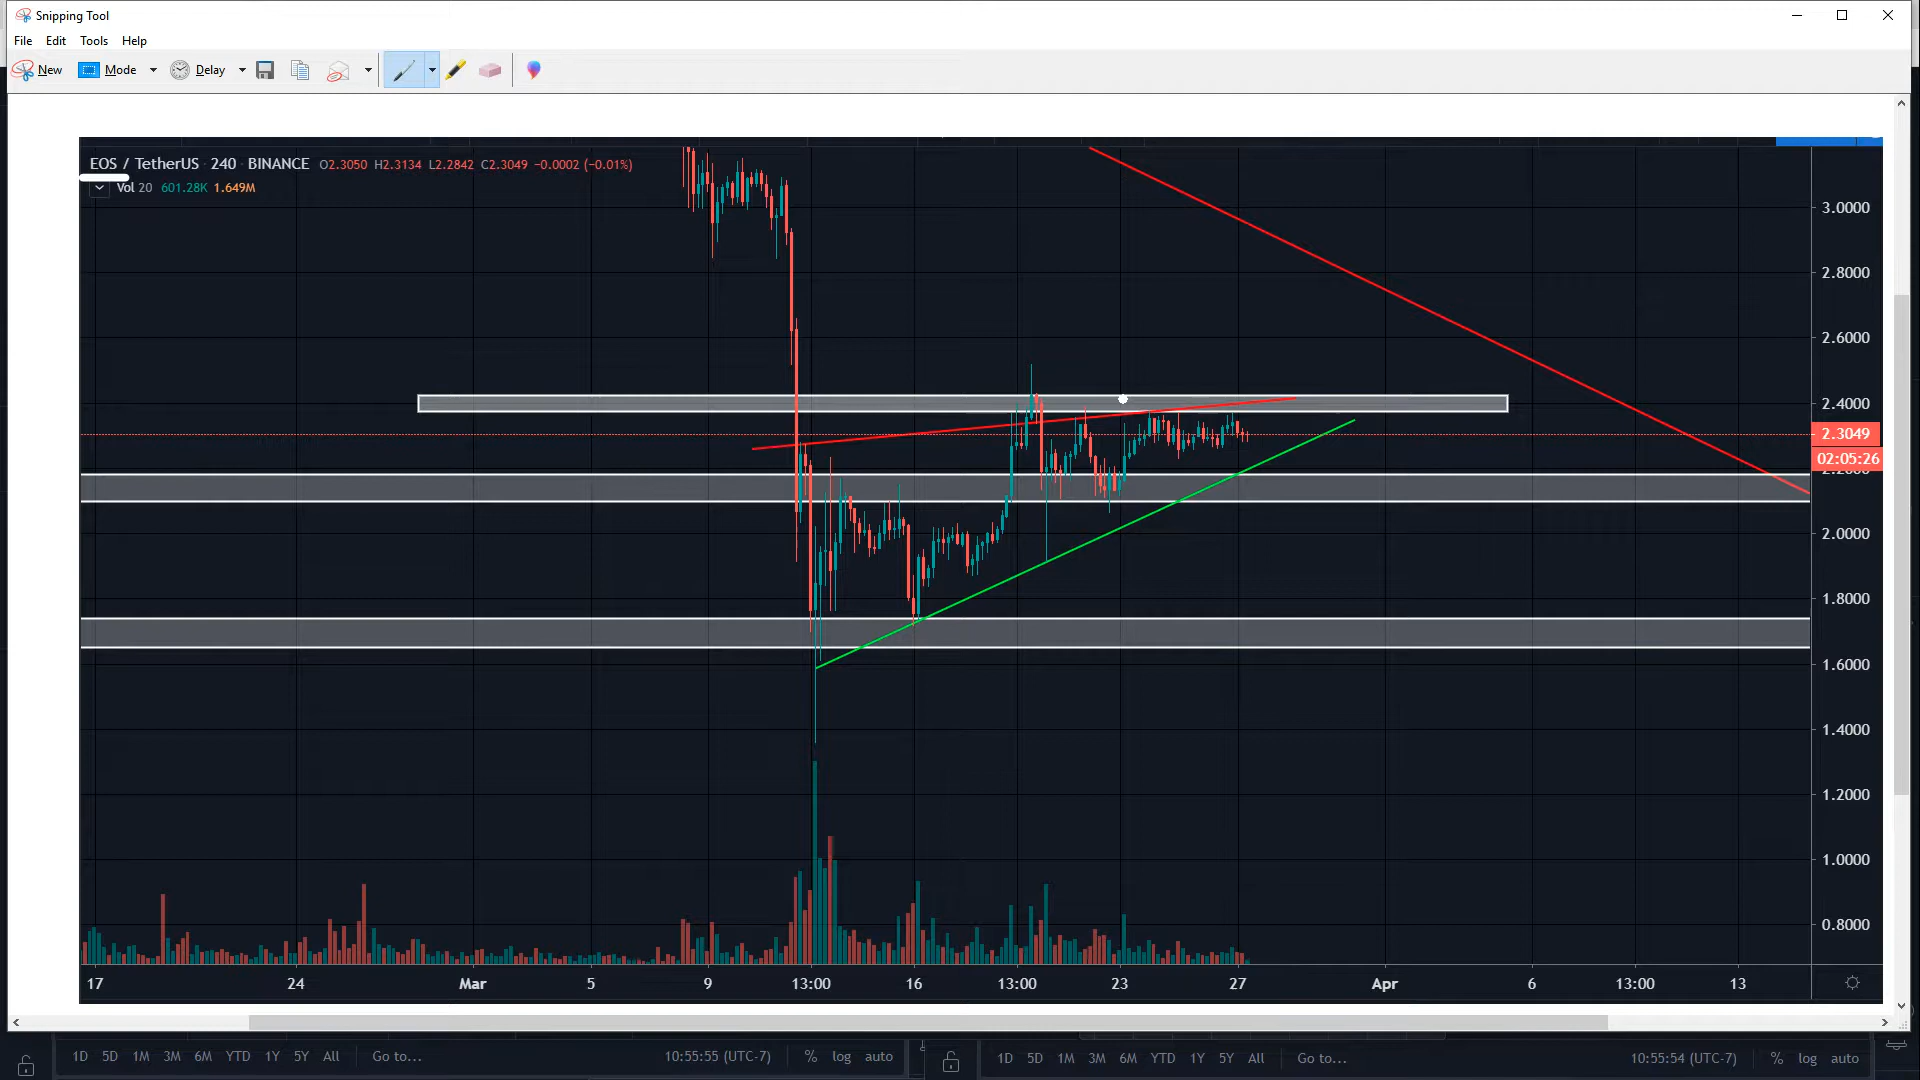 Snipping Tool
File Edit Tools Help
New Mode Delay
EOS / TetherUS · 240 · BINANCE O2.3050 H2.3134 L2.2842 C2.3049 −0.0002 (−0.01%)
Vol 20 601.28K 1.649M
3.0000
2.8000
2.6000
2.4000
2.3049
02:05:26
2.0000
1.8000
1.6000
1.4000
1.2000
1.0000
0.8000
17 24 Mar 5 9 13:00 16 13:00 23 27 Apr 6 13:00 13
1D 5D 1M 3M 6M YTD 1Y 5Y All Go to... 10:55:55 (UTC-7) % log auto
1D 5D 1M 3M 6M YTD 1Y 5Y All Go to... 10:55:54 (UTC-7) % log auto